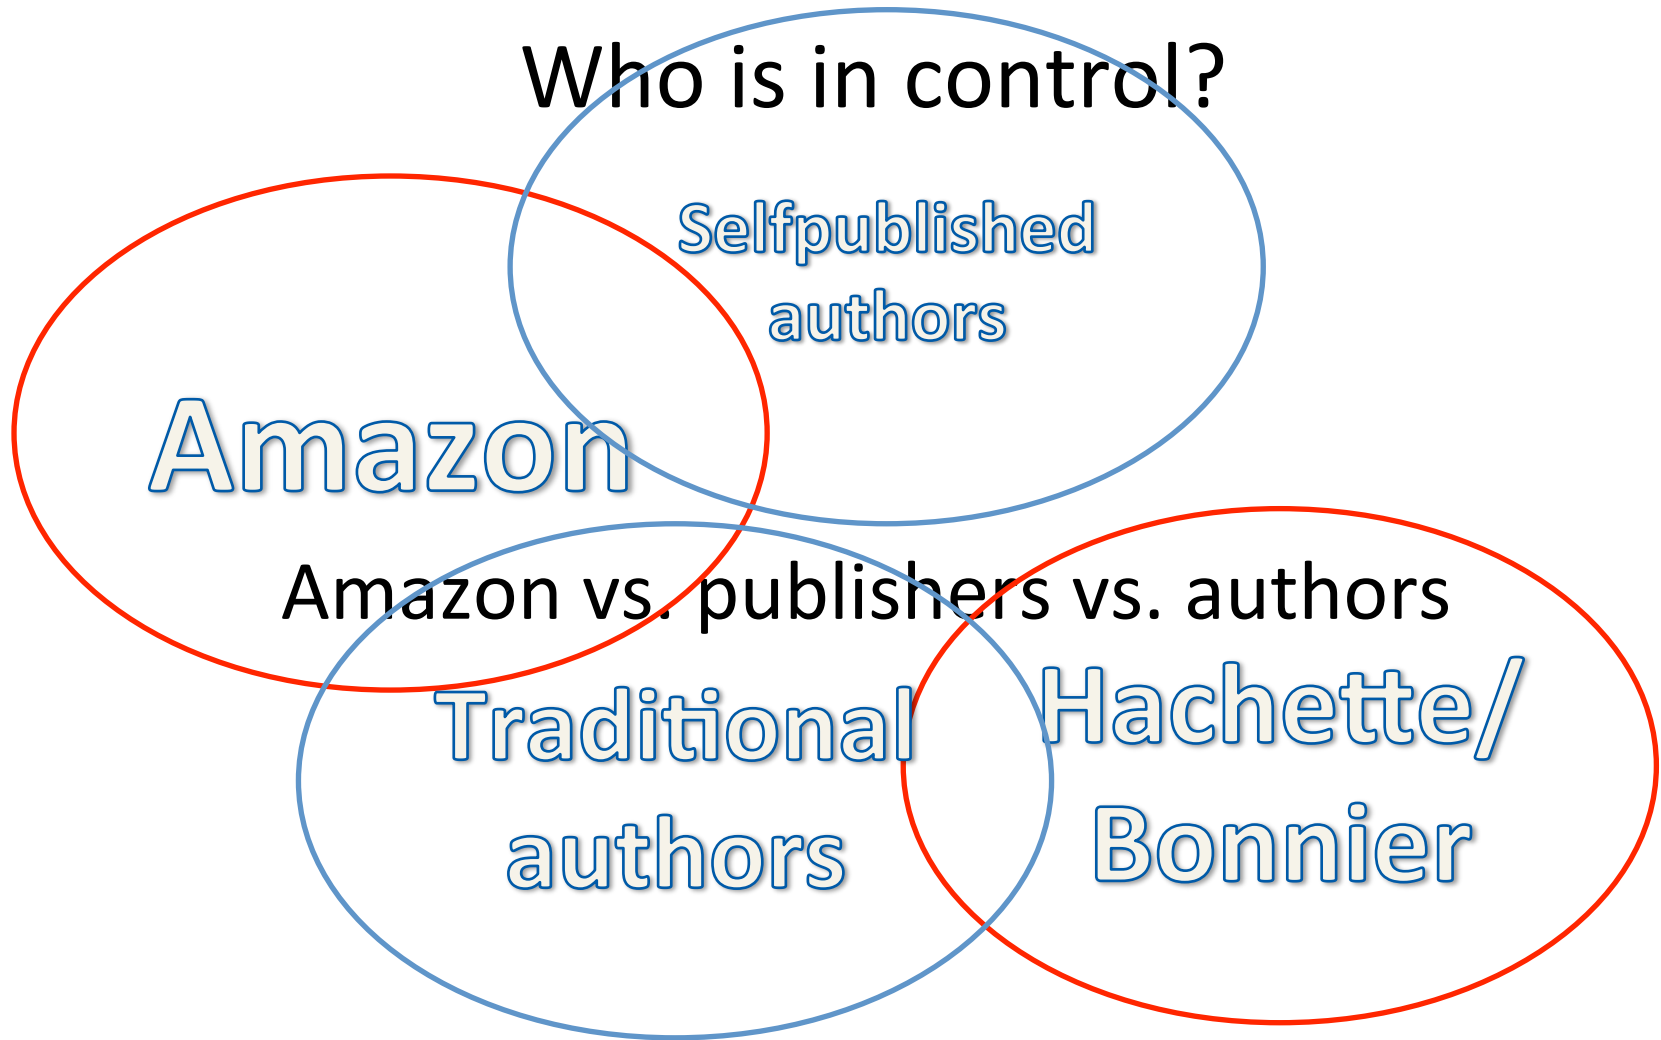 Who is in control?
Selfpublished
authors
Amazon
Amazon vs. publishers vs. authors
Traditional
authors
Hachette/
Bonnier